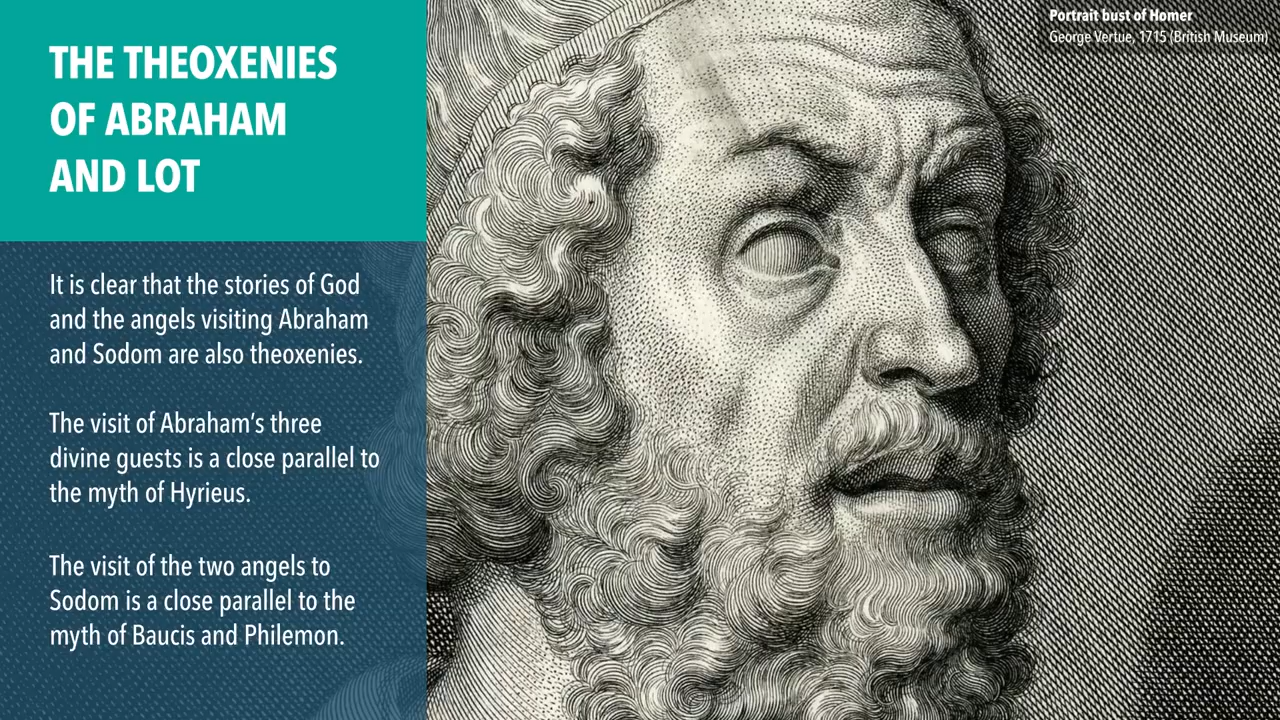 THE THEOXENIES
OF ABRAHAM
AND LOT
It is clear that the stories of God
and the angels visiting Abraham
and Sodom are also theoxenies.
The visit of Abraham’s three
divine guests is a close parallel to
the myth of Hyrieus.
The visit of the two angels to
Sodom is a close parallel to the
myth of Baucis and Philemon.
Portrait bust of Homer
George Vertue, 1715 (British Museum)